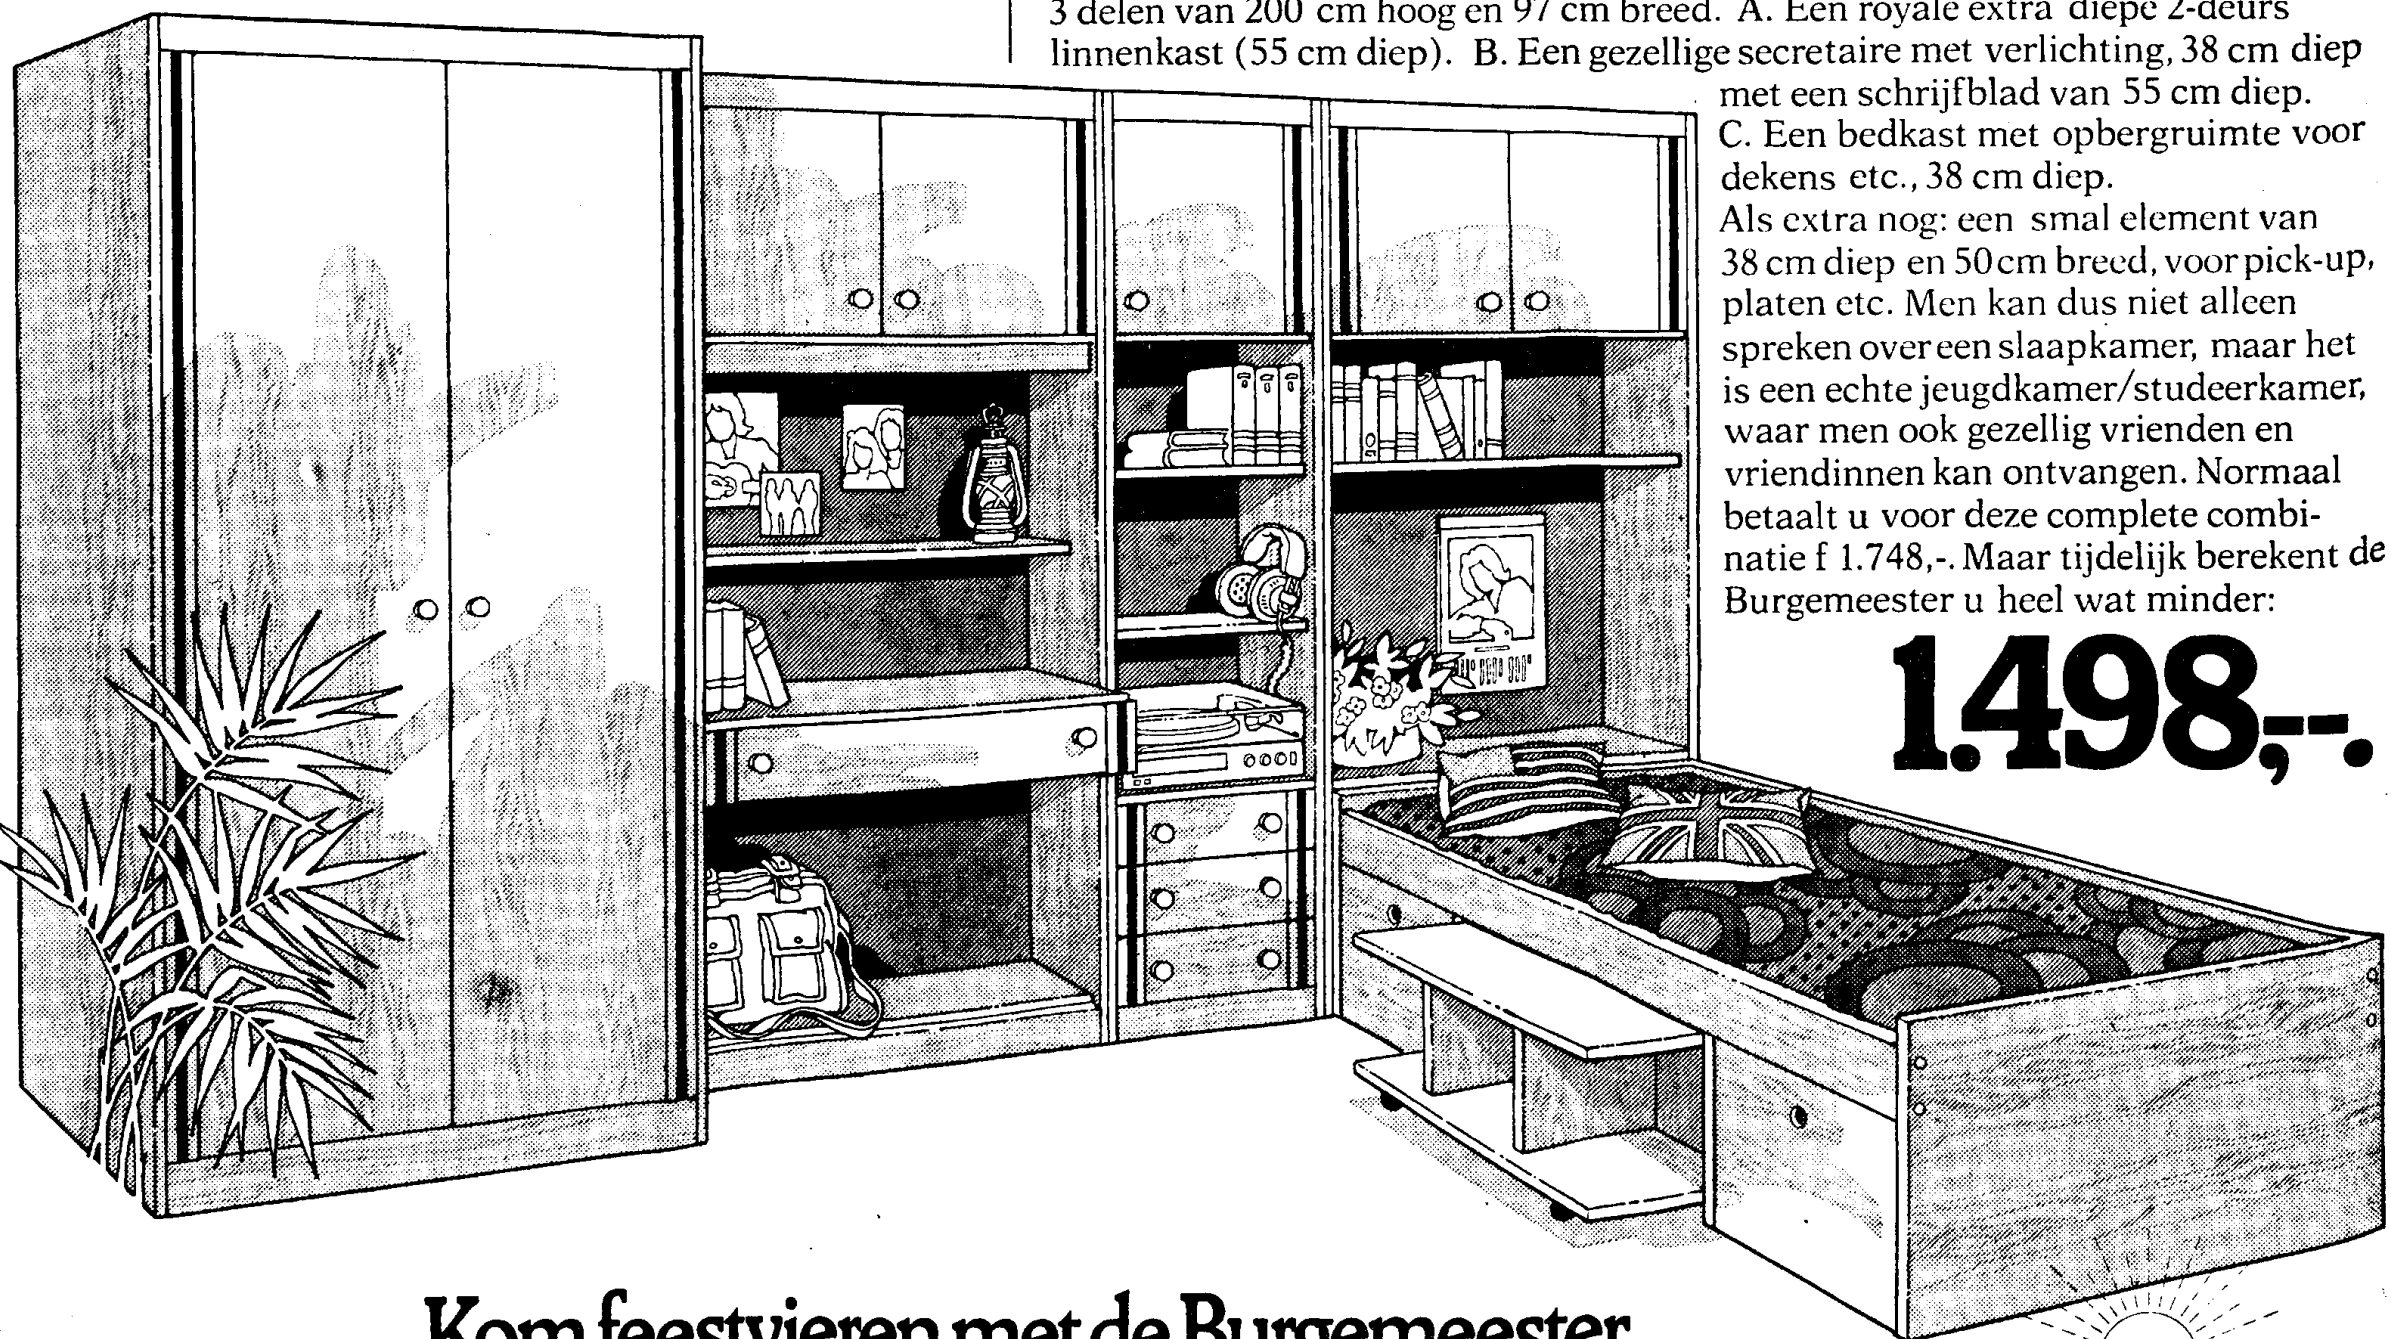 3 delen van 200 cm hoog en 97 cm breed. A. Een royale extra diepe 2-deurs
linnenkast (55 cm diep). B. Een gezellige secretaire met verlichting, 38 cm diep
met een schrijfblad van 55 cm diep.
C. Een bedkast met opbergruimte voor
dekens etc., 38 cm diep.
Als extra nog: een smal element van
38 cm diep en 50 cm breed, voor pick-up,
platen etc. Men kan dus niet alleen
spreken over een slaapkamer, maar het
is een echte jeugdkamer/studeerkamer,
waar men ook gezellig vrienden en
vriendinnen kan ontvangen. Normaal
betaalt u voor deze complete combi-
natie f 1.748,-. Maar tijdelijk berekent de
Burgemeester u heel wat minder:
1.498,-.
Kom feestvieren met de Burgemeester